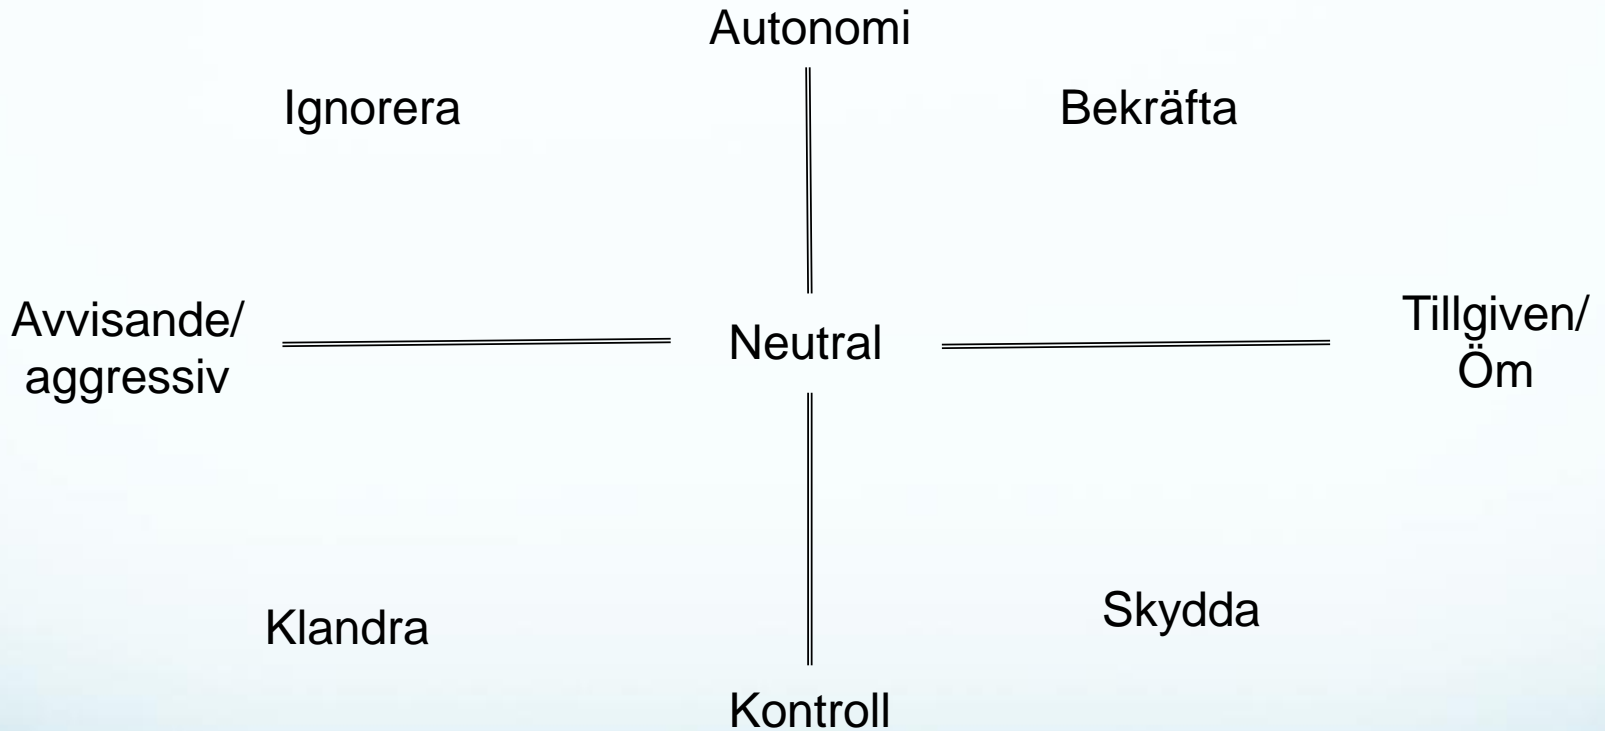 Autonomi
Ignorera
Bekräfta
Avvisande/
aggressiv
Neutral
Tillgiven/
Öm
Klandra
Skydda
Kontroll